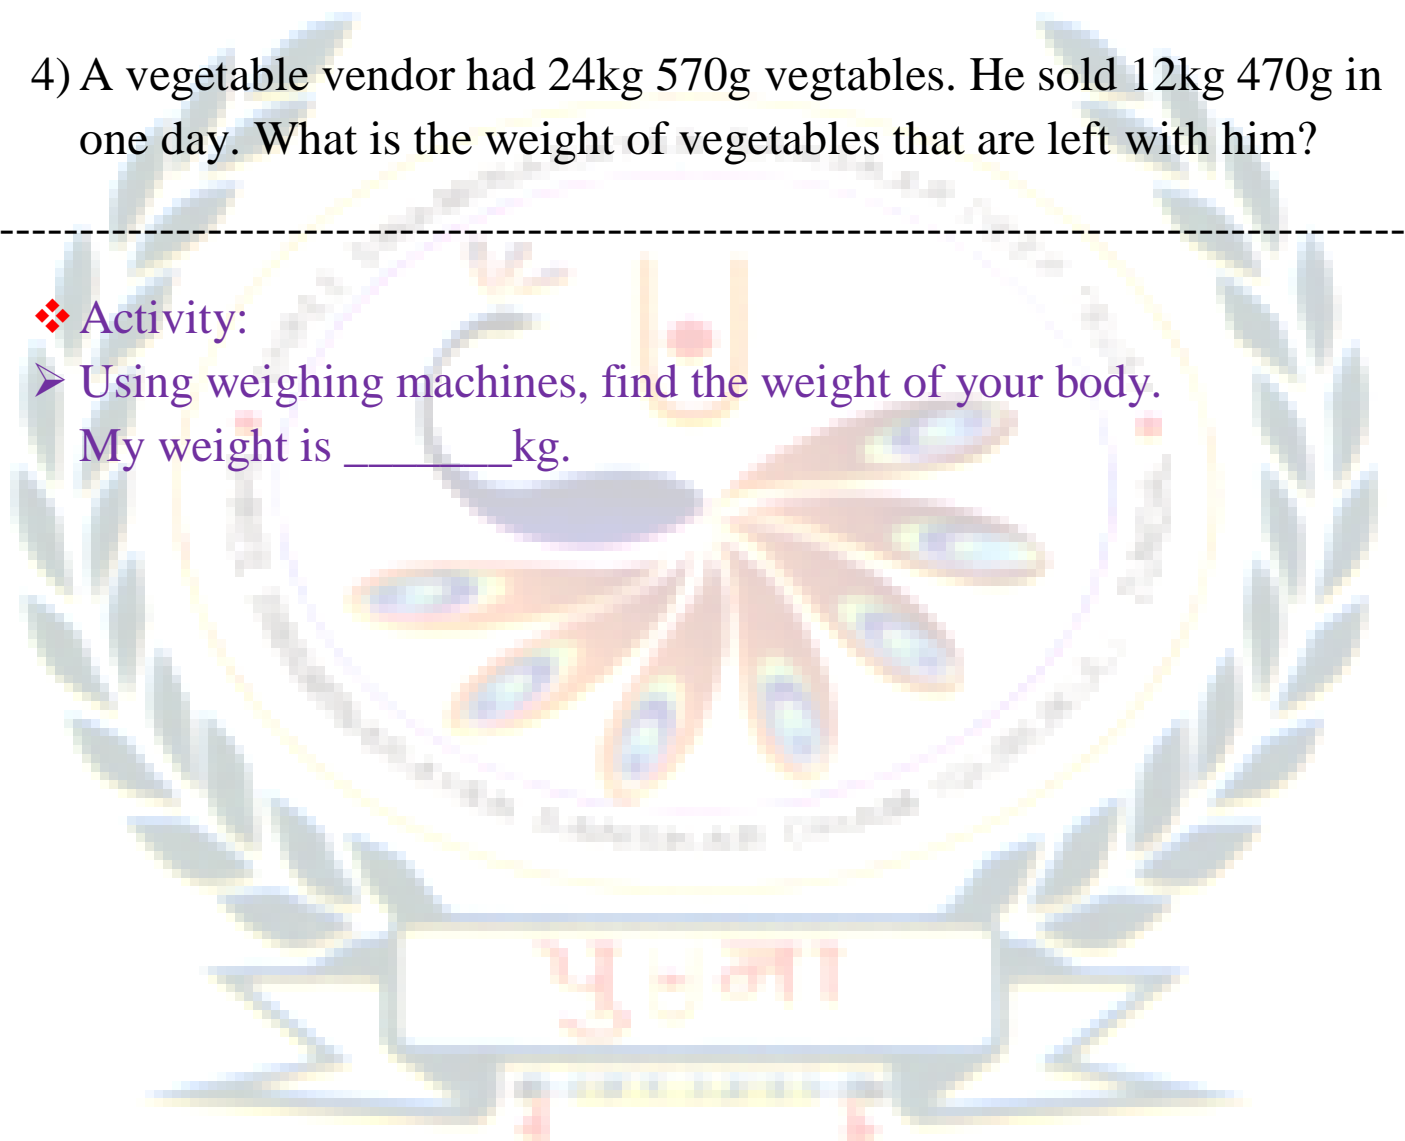 4) A vegetable vendor had 24kg 570g vegtables. He sold 12kg 470g in
one day. What is the weight of vegetables that are left with him?
--------------------------------------------------------------------------------------------
❖ Activity:
➢ Using weighing machines, find the weight of your body.
My weight is _______kg.